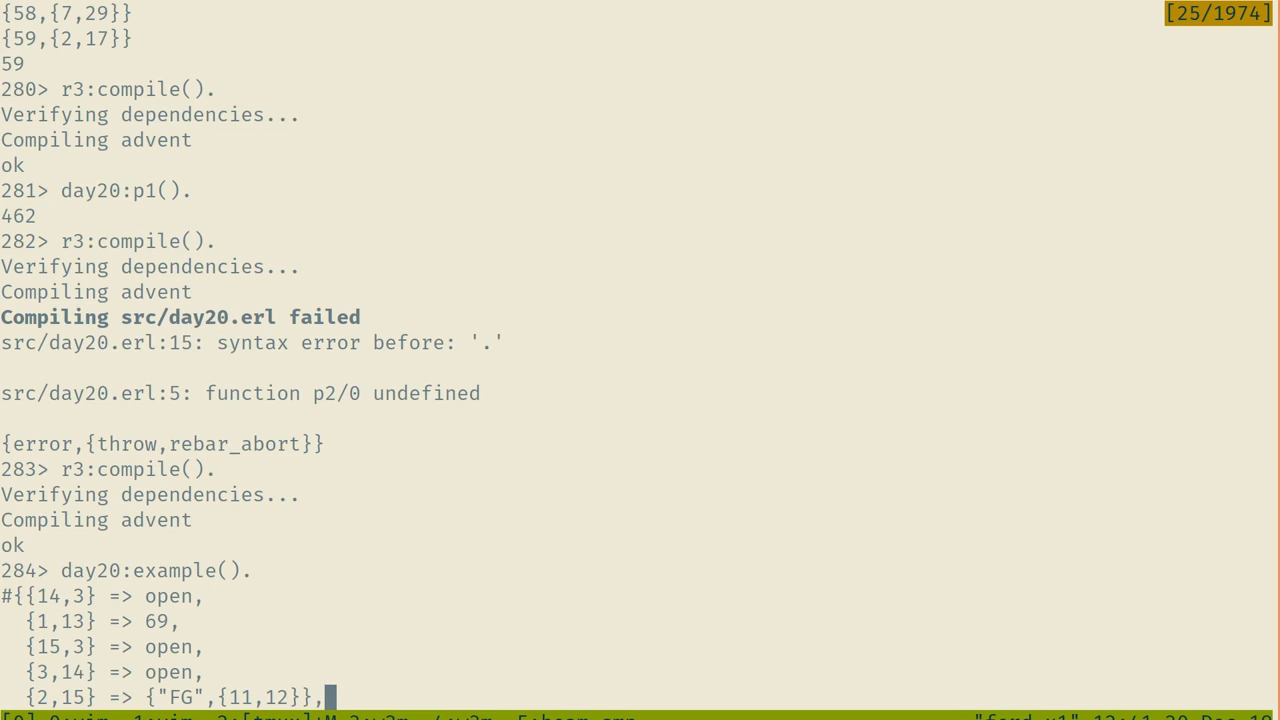 {58,{7,29}}
[25/1974]
{59,{2,17}}
59
280> r3:compile().
Verifying dependencies...
Compiling advent
ok
281> day20:p1().
462
282> r3:compile().
Verifying dependencies...
Compiling advent
Compiling src/day20.erl failed
src/day20.erl:15: syntax error before: '.'
src/day20.erl:5: function p2/0 undefined
{error,{throw,rebar_abort}}
283> r3:compile().
Verifying dependencies...
Compiling advent
ok
284> day20:example().
#{{14,3} => open,
{1,13} => 69,
{15,3} => open,
{3,14} => open,
{2,15} => {"FG",{11,12}},